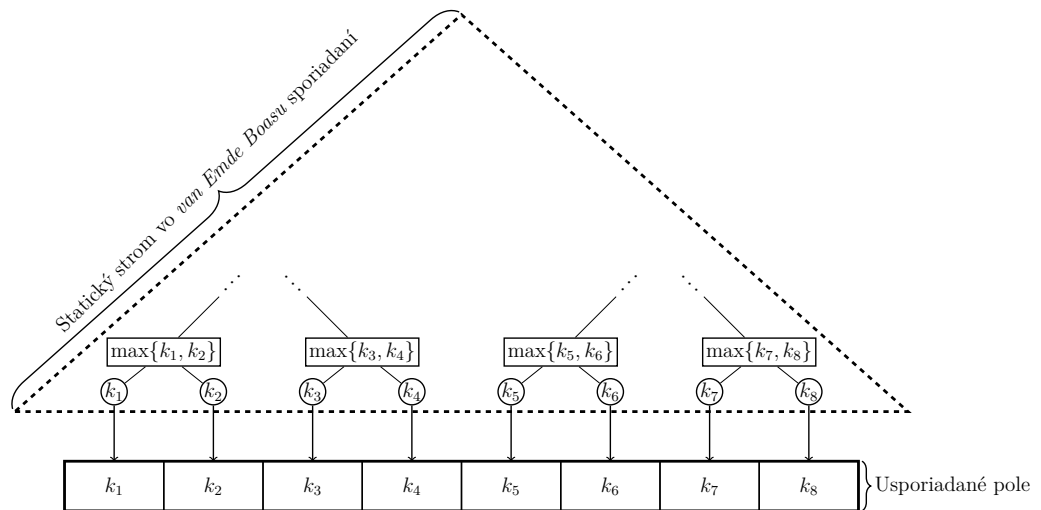 Statický strom vo van Emde Boasu sporiadaní
max{k₁, k₂} max{k₃, k₄} max{k₅, k₆} max{k₇, k₈}
k₁ k₂ k₃ k₄ k₅ k₆ k₇ k₈
k₁ k₂ k₃ k₄ k₅ k₆ k₇ k₈ Usporiadané pole